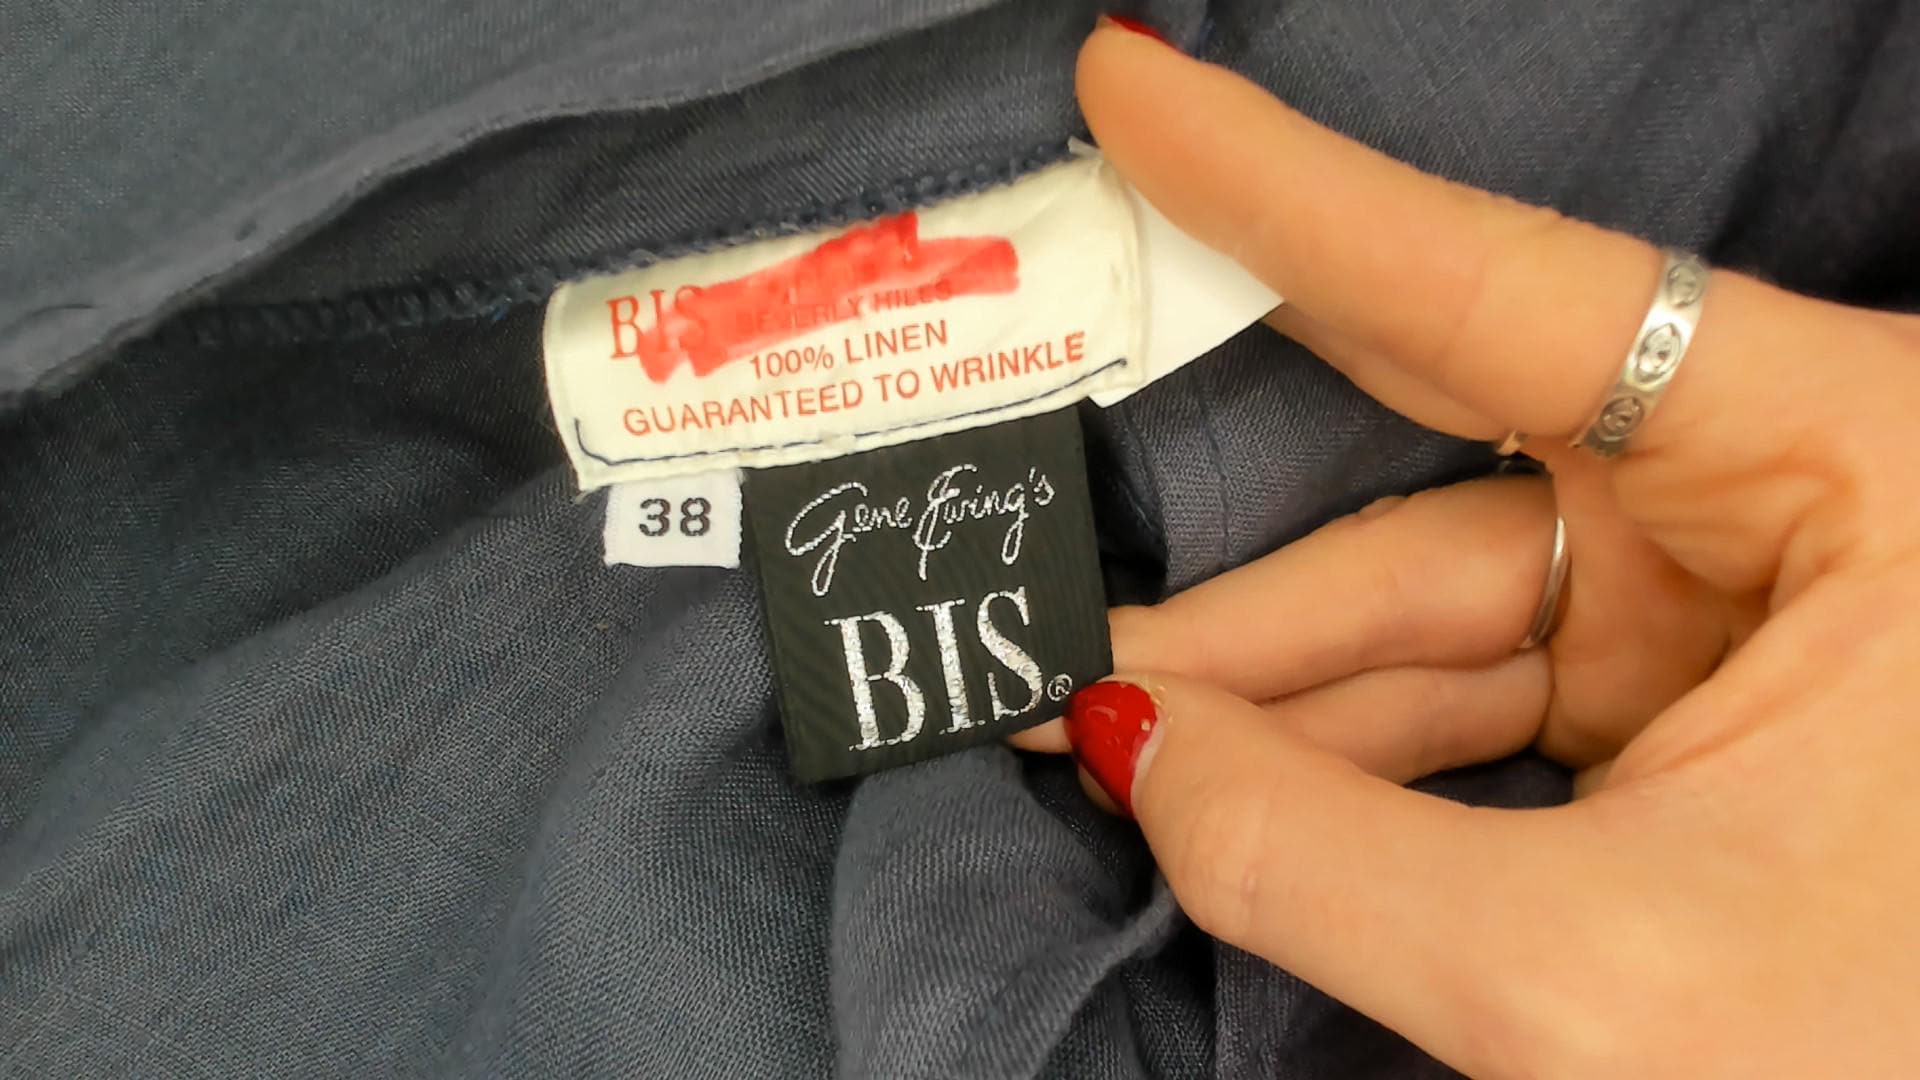 BIS
BEVERLY HILLS
100% LINEN
GUARANTEED TO WRINKLE
38
Gene Ewing's
BIS®